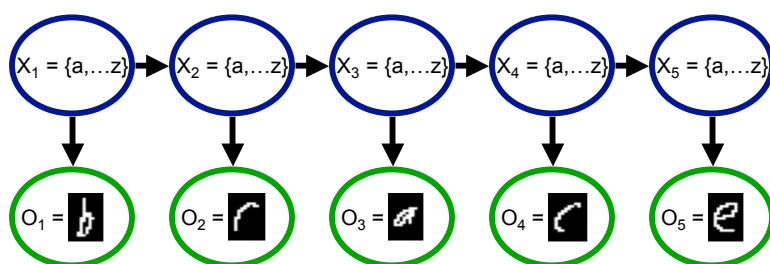 X₁ = {a,...z} X₂ = {a,...z} X₃ = {a,...z} X₄ = {a,...z} X₅ = {a,...z}
O₁ = b O₂ = r O₃ = a O₄ = c O₅ = e